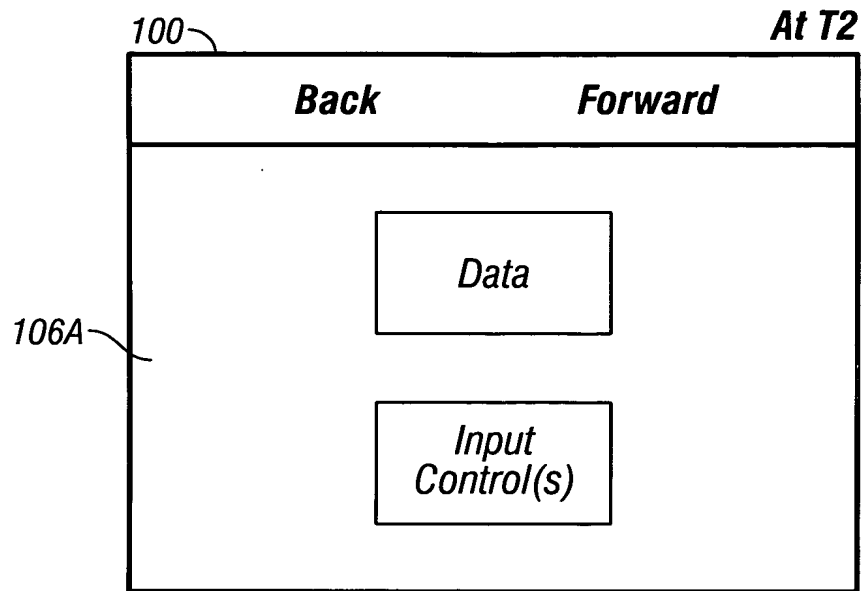 100
At T2
Back Forward
Data
106A
Input
Control(s)